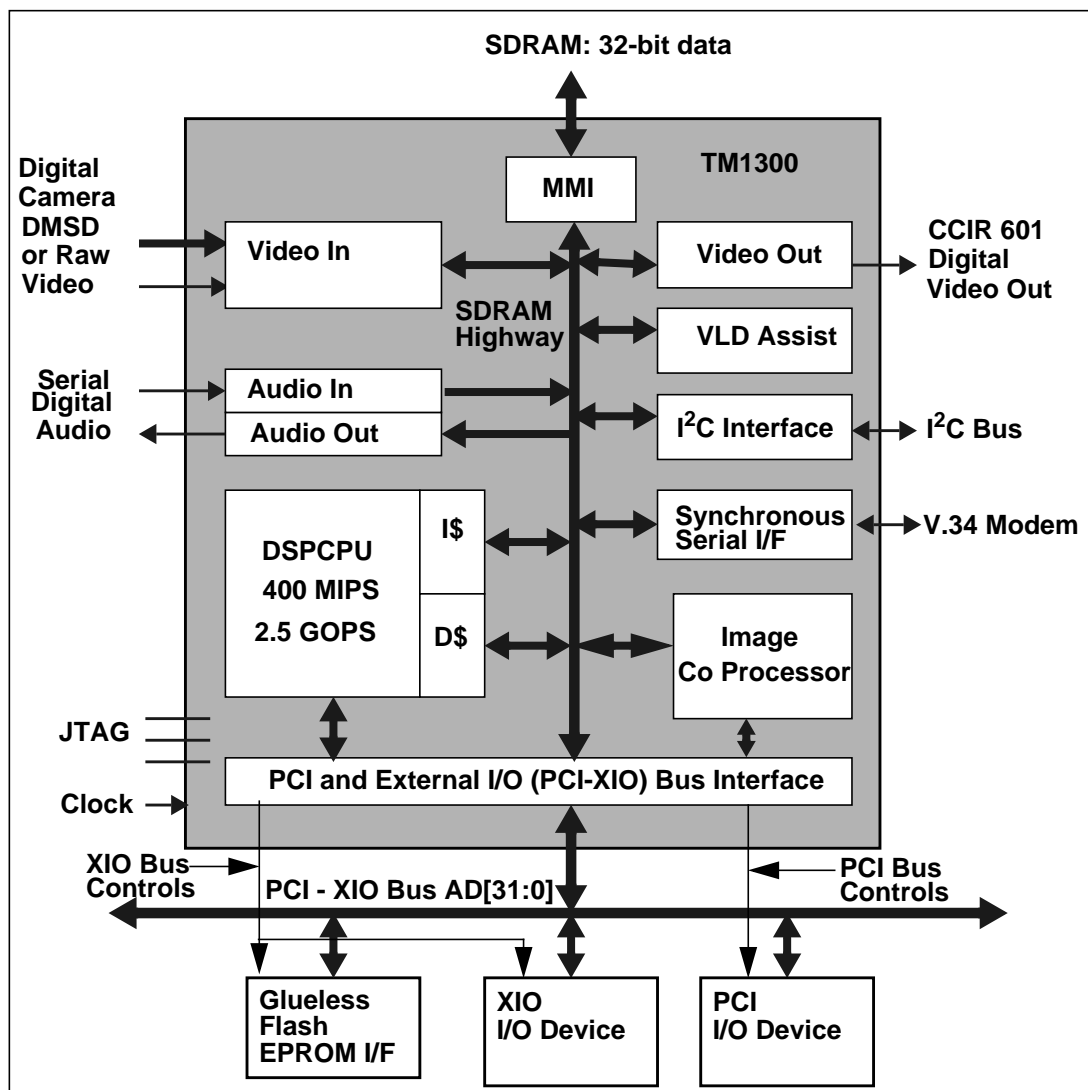 SDRAM: 32-bit data
TM1300
MMI
Digital
Camera
DMSD
or Raw
Video
Video In
Video Out
CCIR 601
Digital
Video Out
SDRAM
Highway
VLD Assist
Serial
Digital
Audio
Audio In
Audio Out
I²C Interface
I²C Bus
DSPCPU
400 MIPS
2.5 GOPS
I$
D$
Synchronous
Serial I/F
V.34 Modem
Image
Co Processor
JTAG
Clock
PCI and External I/O (PCI-XIO) Bus Interface
XIO Bus
Controls
PCI Bus
Controls
PCI - XIO Bus AD[31:0]
Glueless
Flash
EPROM I/F
XIO
I/O Device
PCI
I/O Device